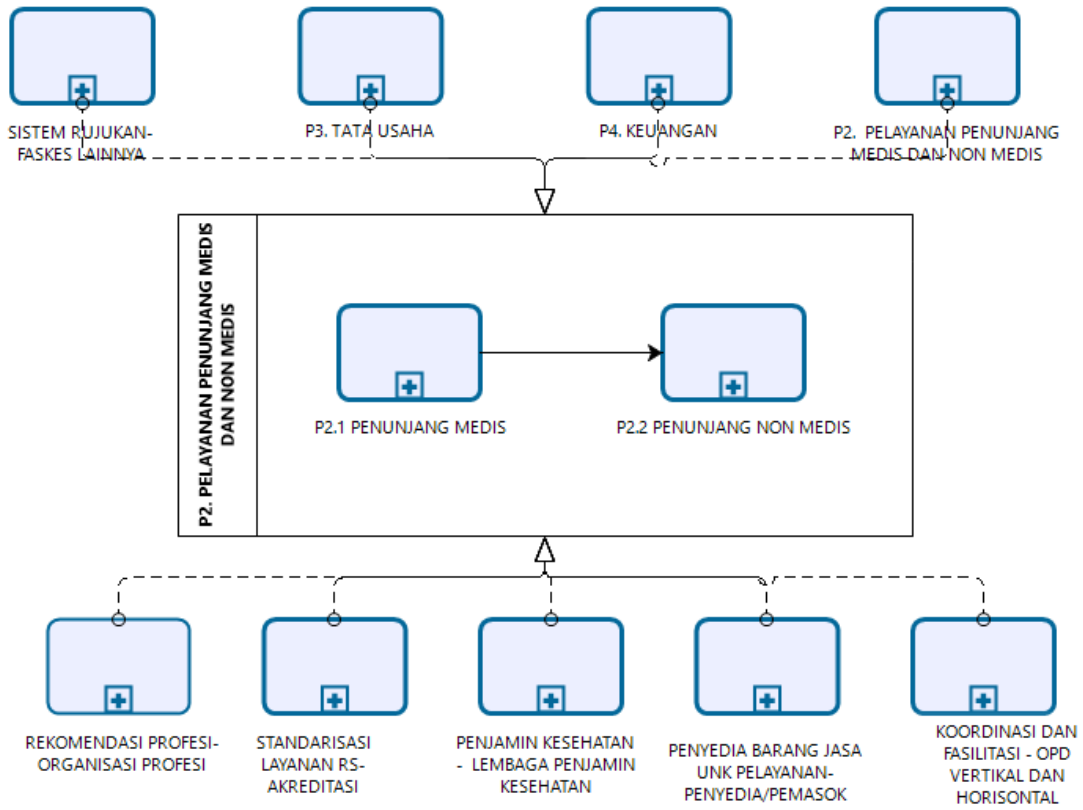 SISTEM RUJUKAN-
FASKES LAINNYA
P3. TATA USAHA
P4. KEUANGAN
P2. PELAYANAN PENUNJANG
MEDIS DAN NON MEDIS
P2. PELAYANAN PENUNJANG MEDIS
DAN NON MEDIS
P2.1 PENUNJANG MEDIS
P2.2 PENUNJANG NON MEDIS
REKOMENDASI PROFESI-
ORGANISASI PROFESI
STANDARISASI
LAYANAN RS-
AKREDITASI
PENJAMIN KESEHATAN
- LEMBAGA PENJAMIN
KESEHATAN
PENYEDIA BARANG JASA
UNK PELAYANAN-
PENYEDIA/PEMASOK
KOORDINASI DAN
FASILITASI - OPD
VERTIKAL DAN
HORISONTAL